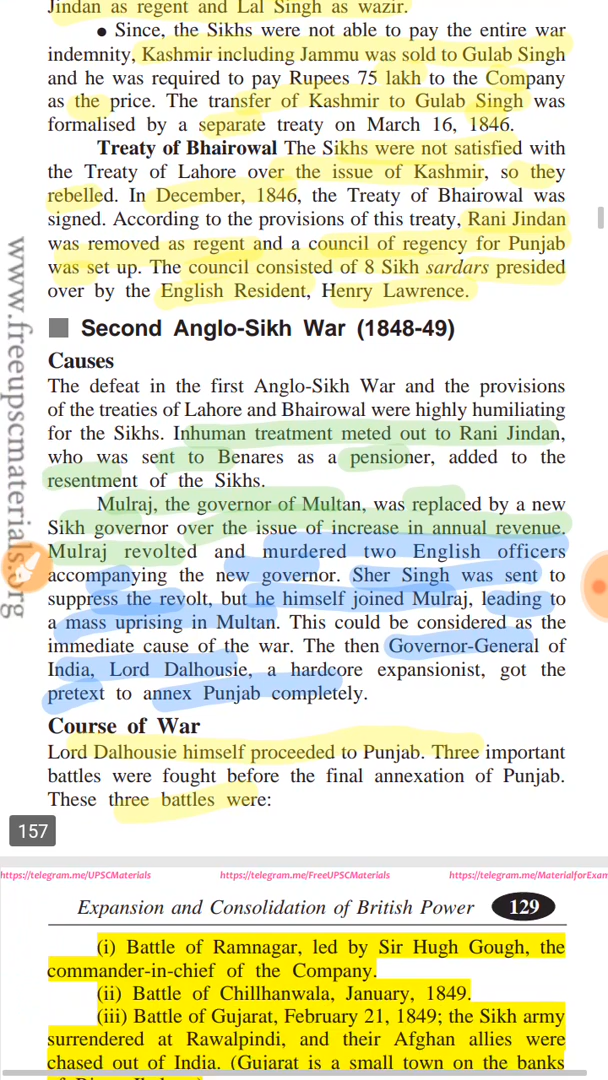 Jindan as regent and Lal Singh as wazir.
● Since, the Sikhs were not able to pay the entire war
indemnity, Kashmir including Jammu was sold to Gulab Singh
and he was required to pay Rupees 75 lakh to the Company
as the price. The transfer of Kashmir to Gulab Singh was
formalised by a separate treaty on March 16, 1846.
Treaty of Bhairowal The Sikhs were not satisfied with
the Treaty of Lahore over the issue of Kashmir, so they
rebelled. In December, 1846, the Treaty of Bhairowal was
signed. According to the provisions of this treaty, Rani Jindan
was removed as regent and a council of regency for Punjab
was set up. The council consisted of 8 Sikh sardars presided
over by the English Resident, Henry Lawrence.
Second Anglo-Sikh War (1848-49)
Causes
The defeat in the first Anglo-Sikh War and the provisions
of the treaties of Lahore and Bhairowal were highly humiliating
for the Sikhs. Inhuman treatment meted out to Rani Jindan,
who was sent to Benares as a pensioner, added to the
resentment of the Sikhs.
Mulraj, the governor of Multan, was replaced by a new
Sikh governor over the issue of increase in annual revenue.
Mulraj revolted and murdered two English officers
accompanying the new governor. Sher Singh was sent to
suppress the revolt, but he himself joined Mulraj, leading to
a mass uprising in Multan. This could be considered as the
immediate cause of the war. The then Governor-General of
India, Lord Dalhousie, a hardcore expansionist, got the
pretext to annex Punjab completely.
Course of War
Lord Dalhousie himself proceeded to Punjab. Three important
battles were fought before the final annexation of Punjab.
These three battles were:
157
www.freeupscmaterials.org
https://telegram.me/UPSCMaterials https://telegram.me/FreeUPSCMaterials https://telegram.me/MaterialforExam
Expansion and Consolidation of British Power 129
(i) Battle of Ramnagar, led by Sir Hugh Gough, the
commander-in-chief of the Company.
(ii) Battle of Chillhanwala, January, 1849.
(iii) Battle of Gujarat, February 21, 1849; the Sikh army
surrendered at Rawalpindi, and their Afghan allies were
chased out of India. (Gujarat is a small town on the banks